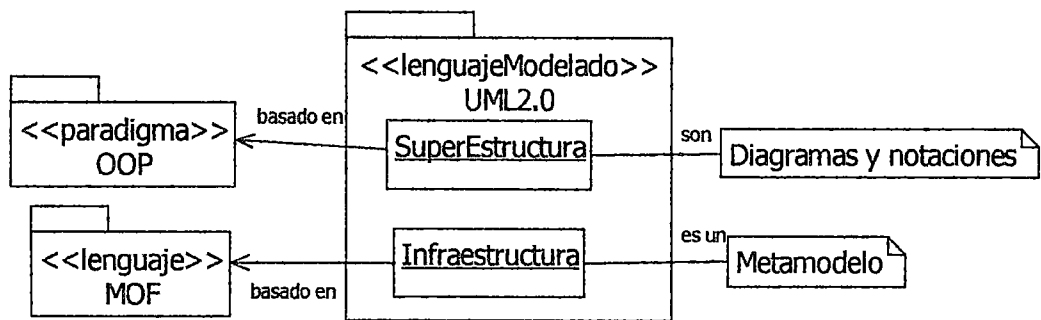 <<lenguajeModelado>>
UML2.0
<<paradigma>>
OOP
basado en
SuperEstructura
son
Diagramas y notaciones
<<lenguaje>>
MOF
basado en
Infraestructura
es un
Metamodelo